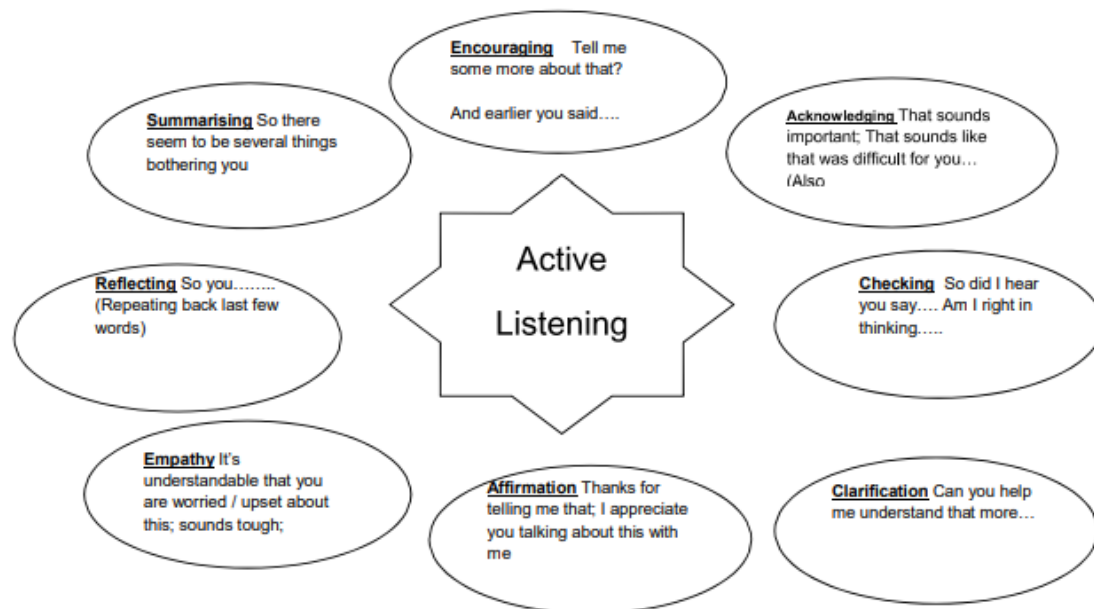 Encouraging Tell me
some more about that?
And earlier you said….
Summarising So there
seem to be several things
bothering you
Acknowledging That sounds
important; That sounds like
that was difficult for you…
(Also
Active
Listening
Reflecting So you……..
(Repeating back last few
words)
Checking So did I hear
you say…. Am I right in
thinking…..
Empathy It's
understandable that you
are worried / upset about
this; sounds tough;
Affirmation Thanks for
telling me that; I appreciate
you talking about this with
me
Clarification Can you help
me understand that more…